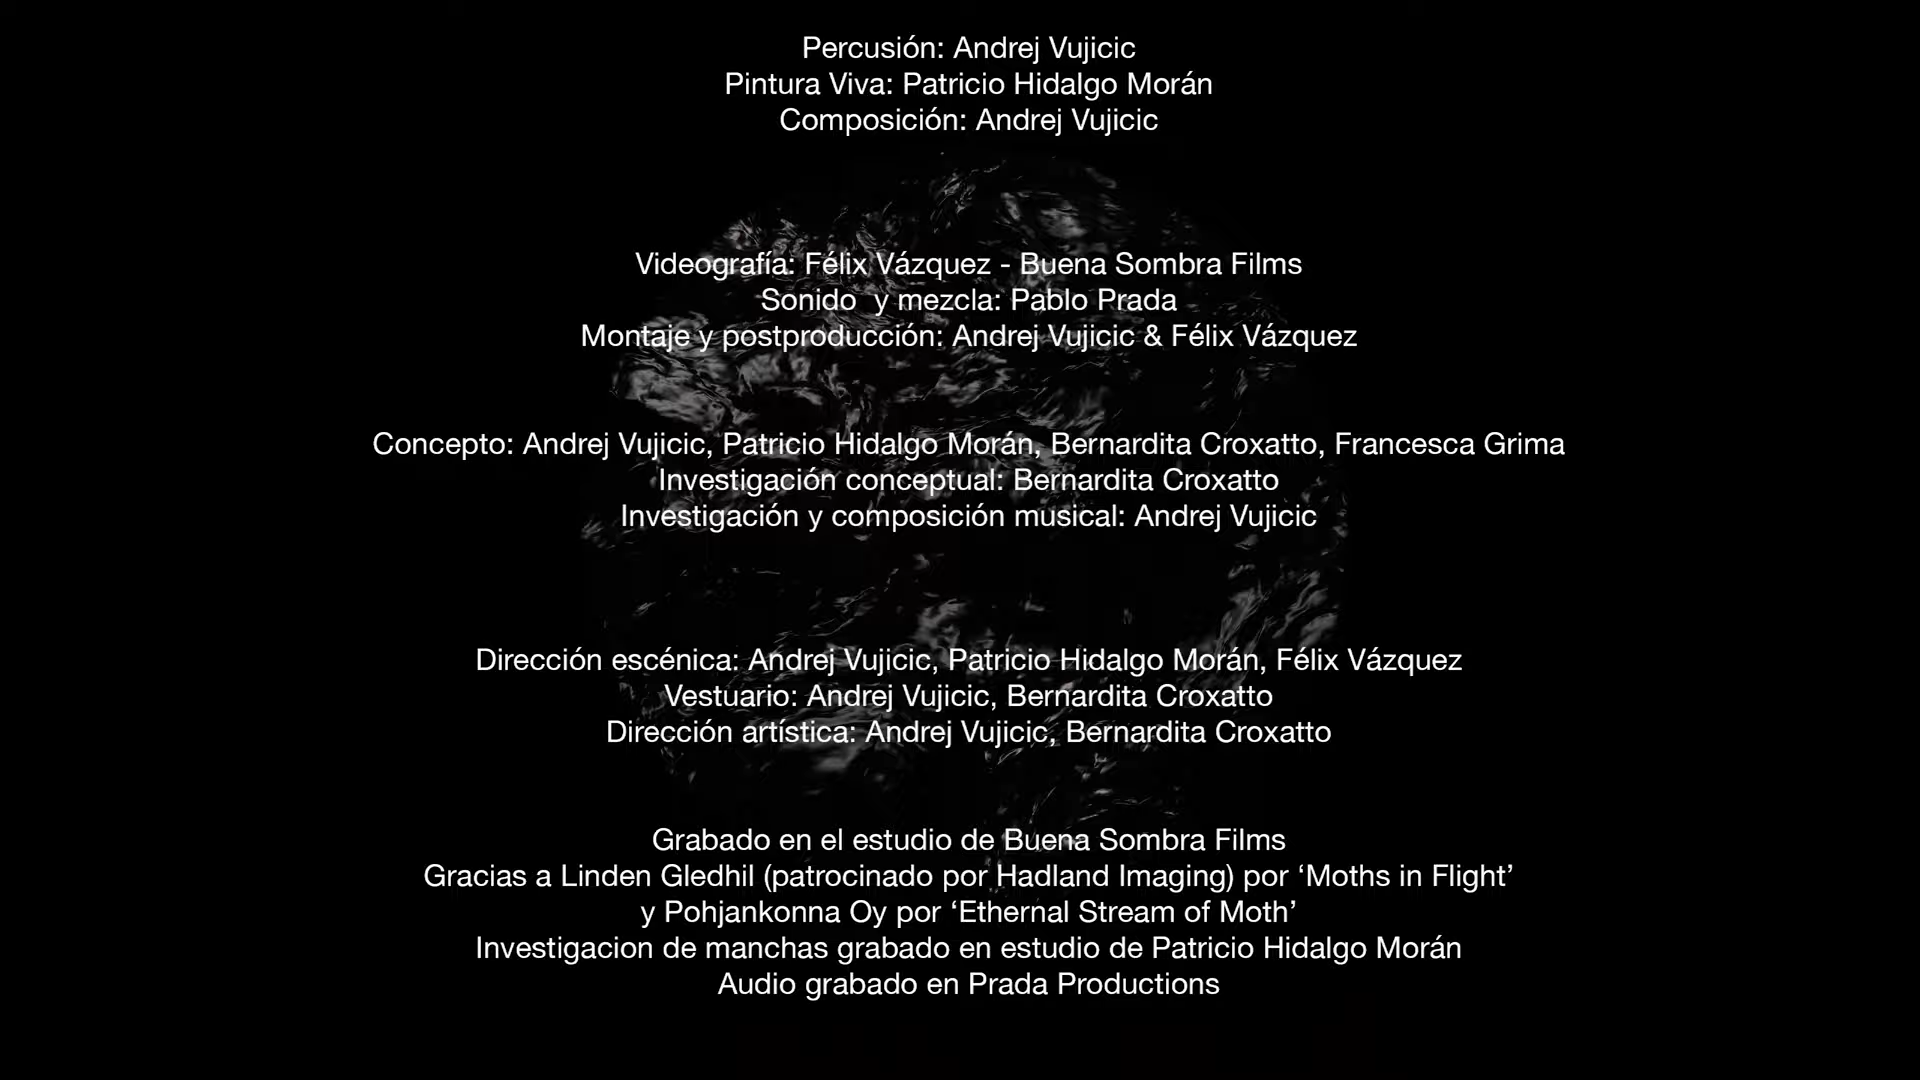 Percusión: Andrej Vujicic
Pintura Viva: Patricio Hidalgo Morán
Composición: Andrej Vujicic
Videografía: Félix Vázquez - Buena Sombra Films
Sonido  y mezcla: Pablo Prada
Montaje y postproducción: Andrej Vujicic & Félix Vázquez
Concepto: Andrej Vujicic, Patricio Hidalgo Morán, Bernardita Croxatto, Francesca Grima
Investigación conceptual: Bernardita Croxatto
Investigación y composición musical: Andrej Vujicic
Dirección escénica: Andrej Vujicic, Patricio Hidalgo Morán, Félix Vázquez
Vestuario: Andrej Vujicic, Bernardita Croxatto
Dirección artística: Andrej Vujicic, Bernardita Croxatto
Grabado en el estudio de Buena Sombra Films
Gracias a Linden Gledhil (patrocinado por Hadland Imaging) por ‘Moths in Flight’
y Pohjankonna Oy por ‘Ethernal Stream of Moth’
Investigacion de manchas grabado en estudio de Patricio Hidalgo Morán
Audio grabado en Prada Productions